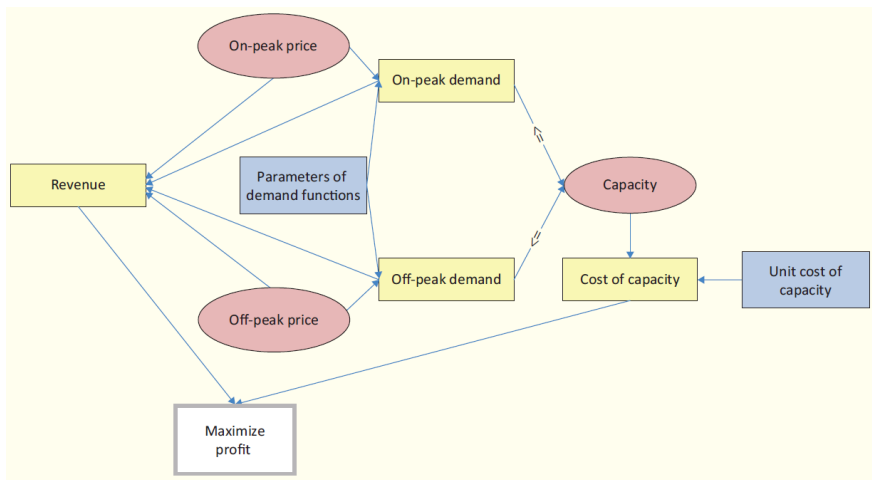 On-peak price
On-peak demand
Revenue
Parameters of
demand functions
<=
Capacity
<=
Off-peak demand
Cost of capacity
Unit cost of
capacity
Off-peak price
Maximize
profit